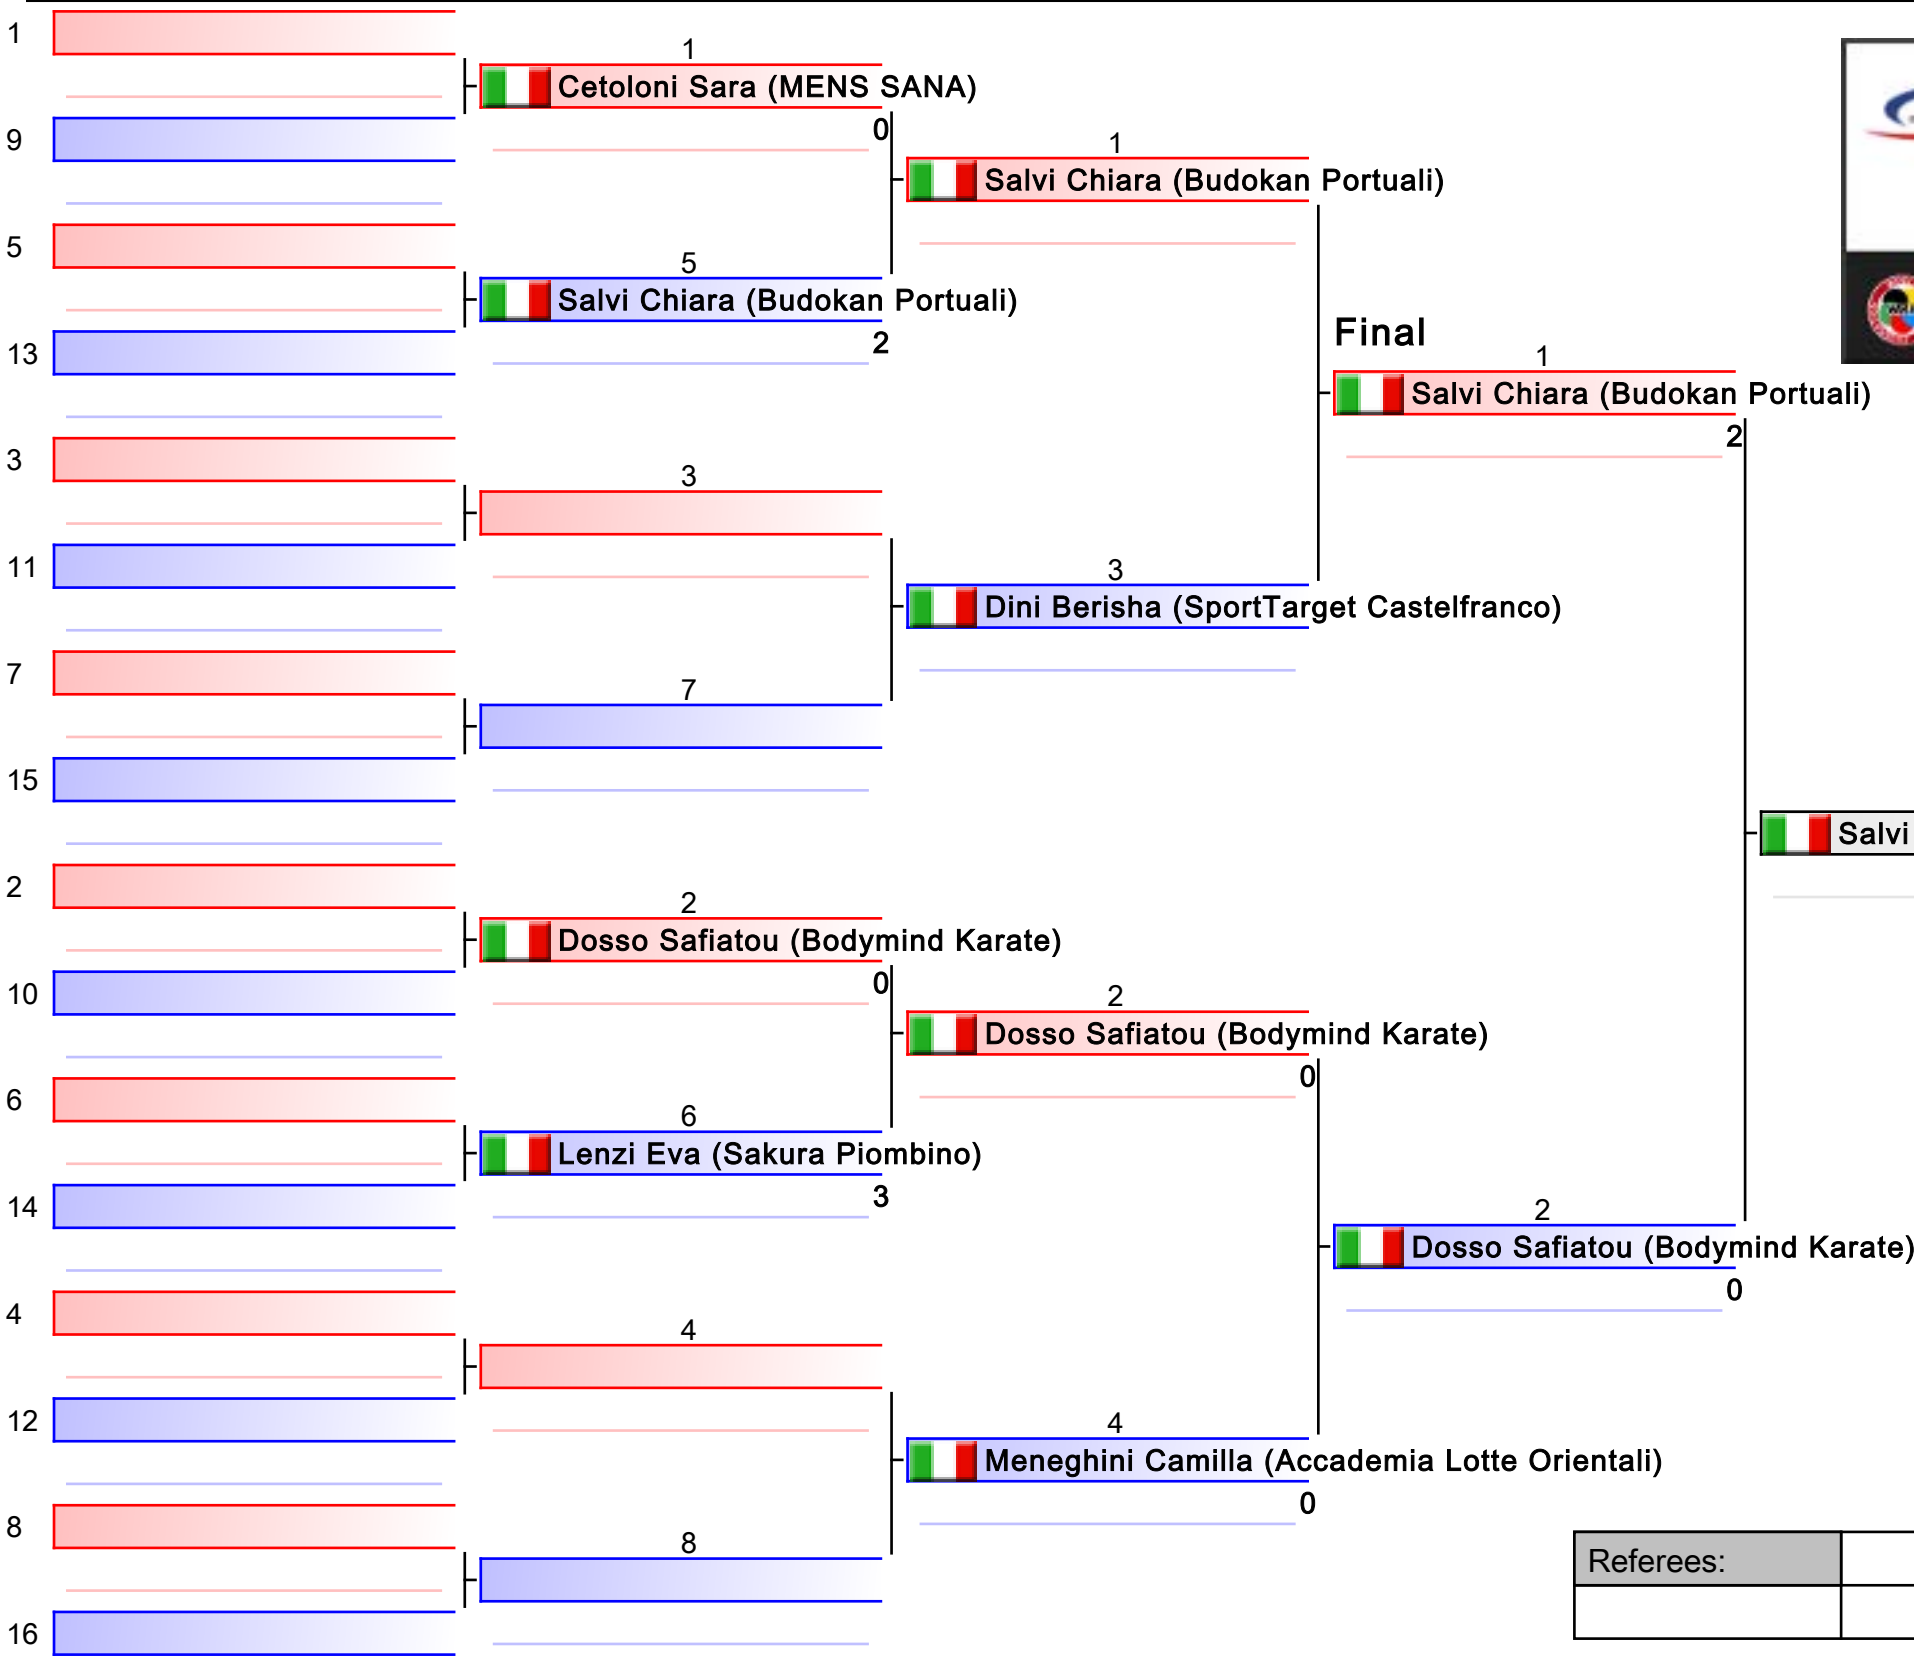 1
9
5
13
3
11
7
15
2
10
6
14
4
12
8
16
1
Cetoloni Sara (MENS SANA)
0
5
Salvi Chiara (Budokan Portuali)
2
3
7
2
Dosso Safiatou (Bodymind Karate)
0
6
Lenzi Eva (Sakura Piombino)
3
4
8
1
Salvi Chiara (Budokan Portuali)
3
Dini Berisha (SportTarget Castelfranco)
2
Dosso Safiatou (Bodymind Karate)
0
4
Meneghini Camilla (Accademia Lotte Orientali)
0
Final
1
Salvi Chiara (Budokan Portuali)
2
2
Dosso Safiatou (Bodymind Karate)
0
Salvi
Referees: